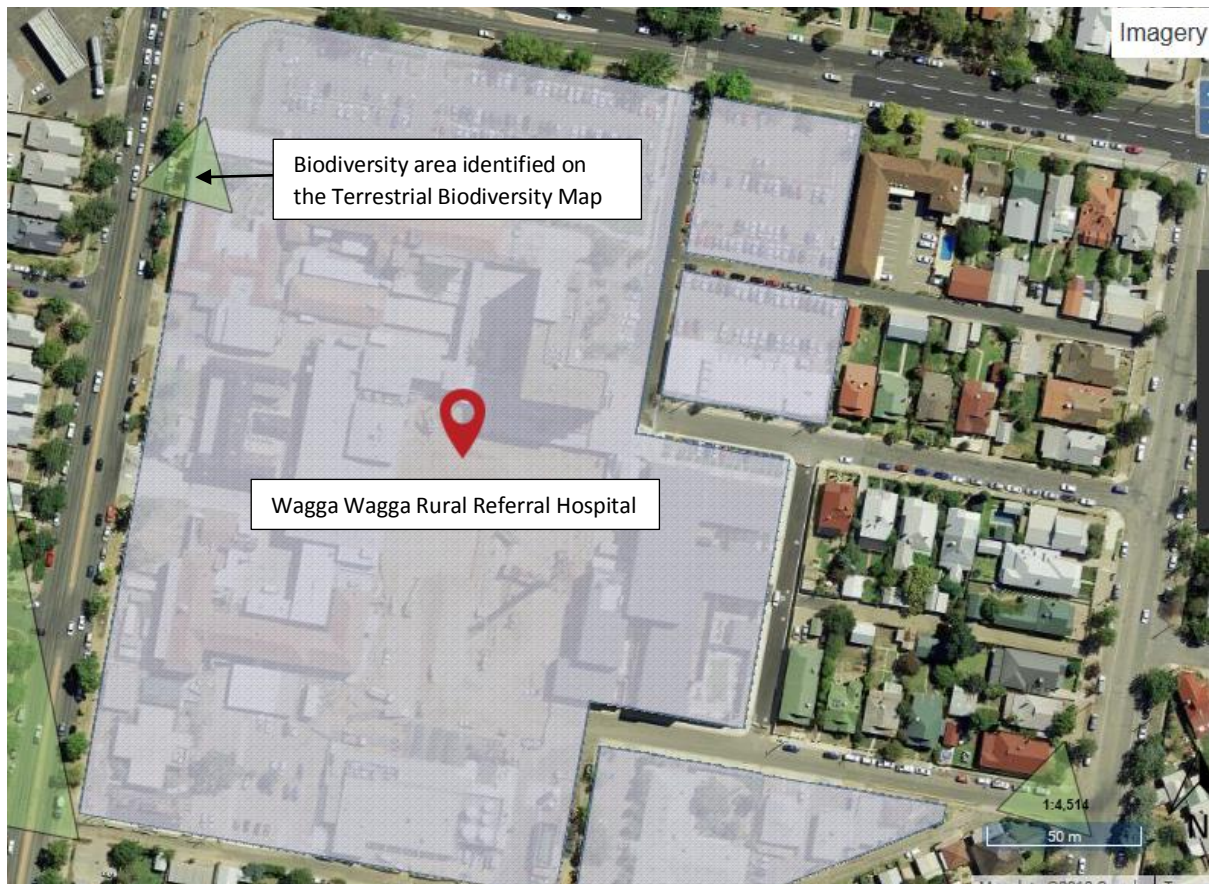 Imagery
Biodiversity area identified on
the Terrestrial Biodiversity Map
Wagga Wagga Rural Referral Hospital
1:4,514
50 m
N